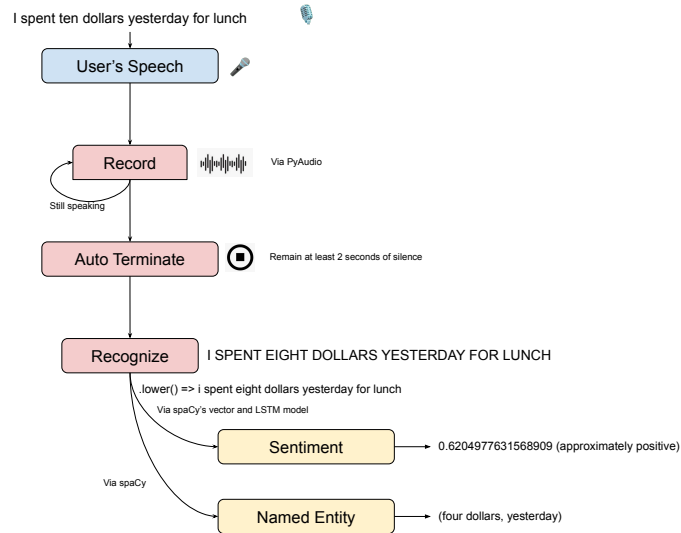 I spent ten dollars yesterday for lunch
User's Speech
Record
Via PyAudio
Still speaking
Auto Terminate
Remain at least 2 seconds of silence
Recognize
I SPENT EIGHT DOLLARS YESTERDAY FOR LUNCH
.lower() => i spent eight dollars yesterday for lunch
Via spaCy's vector and LSTM model
Sentiment
0.6204977631568909 (approximately positive)
Via spaCy
Named Entity
(four dollars, yesterday)